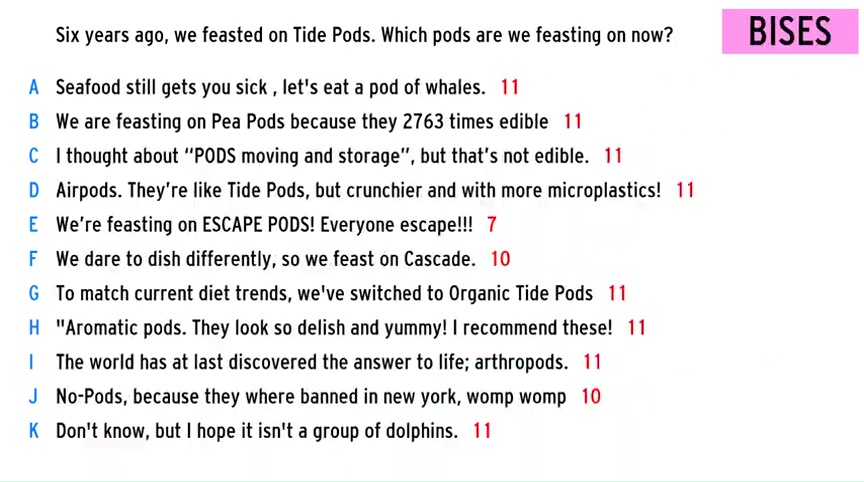 Six years ago, we feasted on Tide Pods. Which pods are we feasting on now?
BISES
A Seafood still gets you sick , let's eat a pod of whales. 11
B We are feasting on Pea Pods because they 2763 times edible 11
C I thought about “PODS moving and storage”, but that’s not edible. 11
D Airpods. They’re like Tide Pods, but crunchier and with more microplastics! 11
E We’re feasting on ESCAPE PODS! Everyone escape!!! 7
F We dare to dish differently, so we feast on Cascade. 10
G To match current diet trends, we've switched to Organic Tide Pods 11
H "Aromatic pods. They look so delish and yummy! I recommend these! 11
I The world has at last discovered the answer to life; arthropods. 11
J No-Pods, because they where banned in new york, womp womp 10
K Don't know, but I hope it isn't a group of dolphins. 11